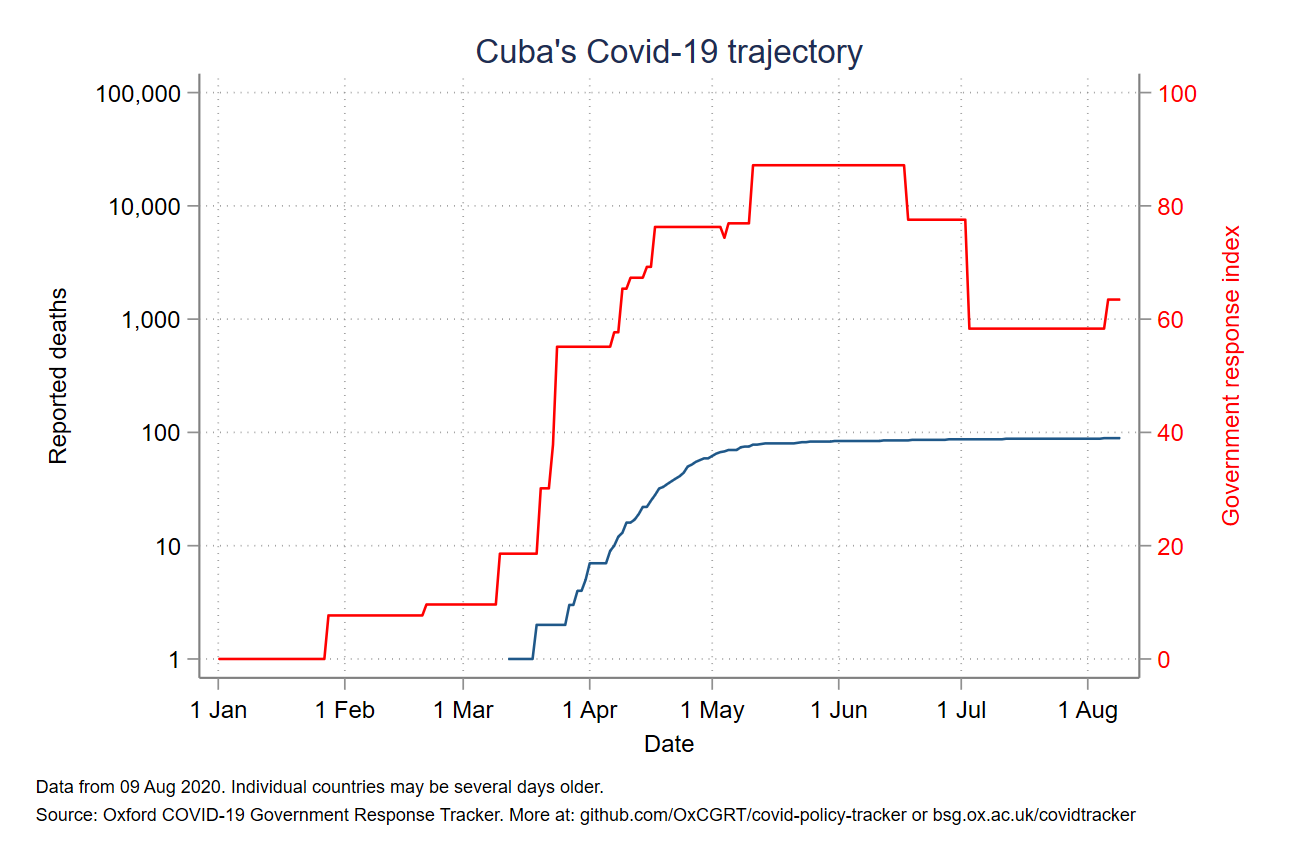 Cuba's Covid-19 trajectory
100,000
10,000
1,000
100
10
1
Reported deaths
100
80
60
40
20
0
Government response index
1 Jan 1 Feb 1 Mar 1 Apr 1 May 1 Jun 1 Jul 1 Aug
Date
Data from 09 Aug 2020. Individual countries may be several days older.
Source: Oxford COVID-19 Government Response Tracker. More at: github.com/OxCGRT/covid-policy-tracker or bsg.ox.ac.uk/covidtracker